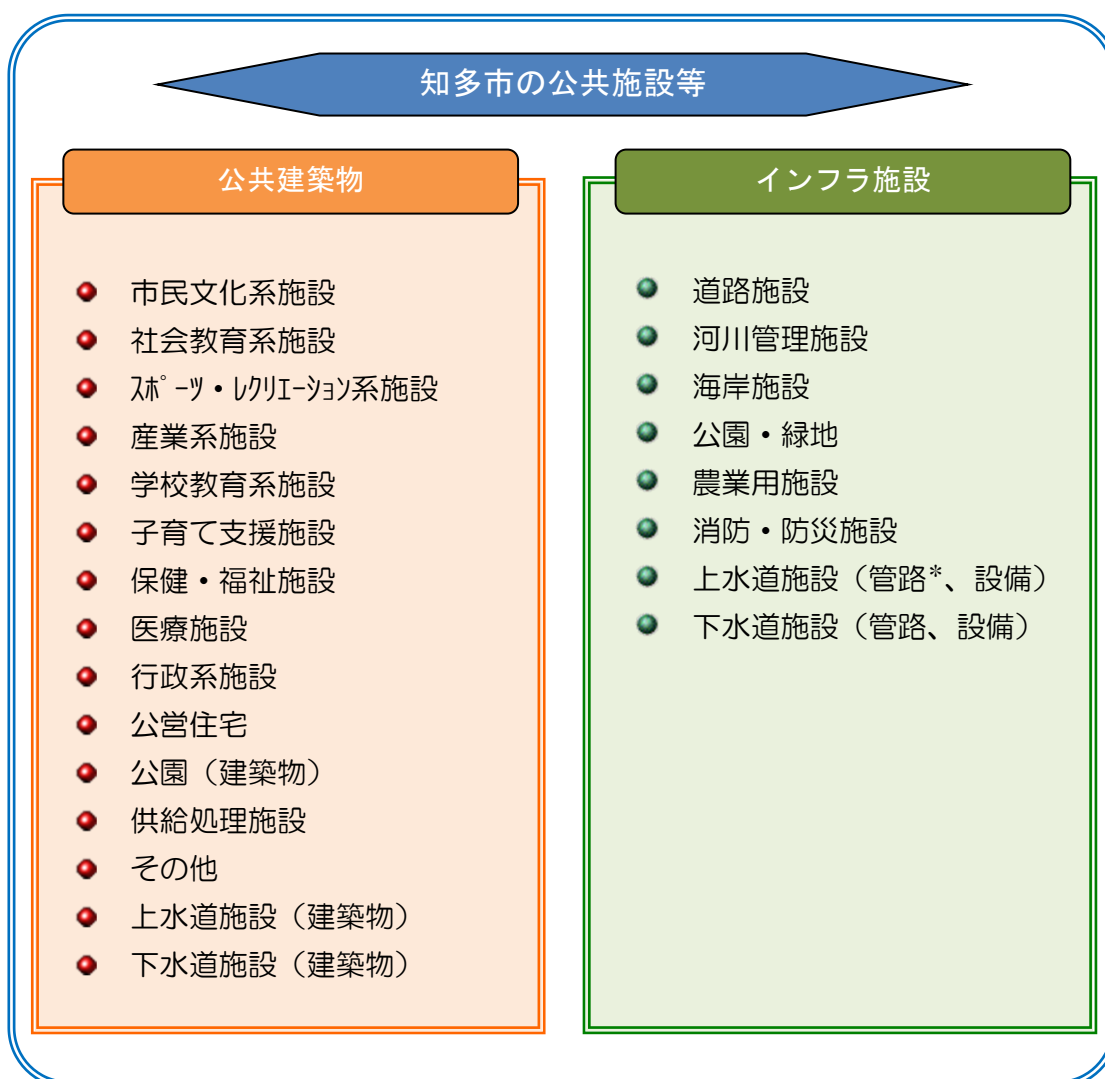 知多市の公共施設等
公共建築物
市民文化系施設
社会教育系施設
ｽﾎﾟｰﾂ・ﾚｸﾘｴｰｼｮﾝ系施設
産業系施設
学校教育系施設
子育て支援施設
保健・福祉施設
医療施設
行政系施設
公営住宅
公園（建築物）
供給処理施設
その他
上水道施設（建築物）
下水道施設（建築物）
インフラ施設
道路施設
河川管理施設
海岸施設
公園・緑地
農業用施設
消防・防災施設
上水道施設（管路*、設備）
下水道施設（管路、設備）